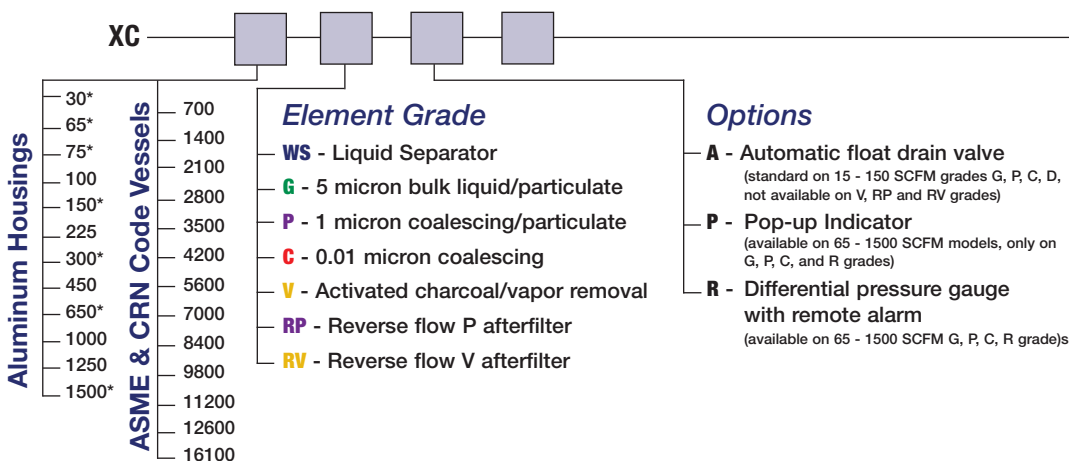 XC
Aluminum Housings
30*
65*
75*
100
150*
225
300*
450
650*
1000
1250
1500*
ASME & CRN Code Vessels
700
1400
2100
2800
3500
4200
5600
7000
8400
9800
11200
12600
16100
Element Grade
WS - Liquid Separator
G - 5 micron bulk liquid/particulate
P - 1 micron coalescing/particulate
C - 0.01 micron coalescing
V - Activated charcoal/vapor removal
RP - Reverse flow P afterfilter
RV - Reverse flow V afterfilter
Options
A - Automatic float drain valve
(standard on 15 - 150 SCFM grades G, P, C, D,
not available on V, RP and RV grades)
P - Pop-up Indicator
(available on 65 - 1500 SCFM models, only on
G, P, C, and R grades)
R - Differential pressure gauge
with remote alarm
(available on 65 - 1500 SCFM G, P, C, R grade)s